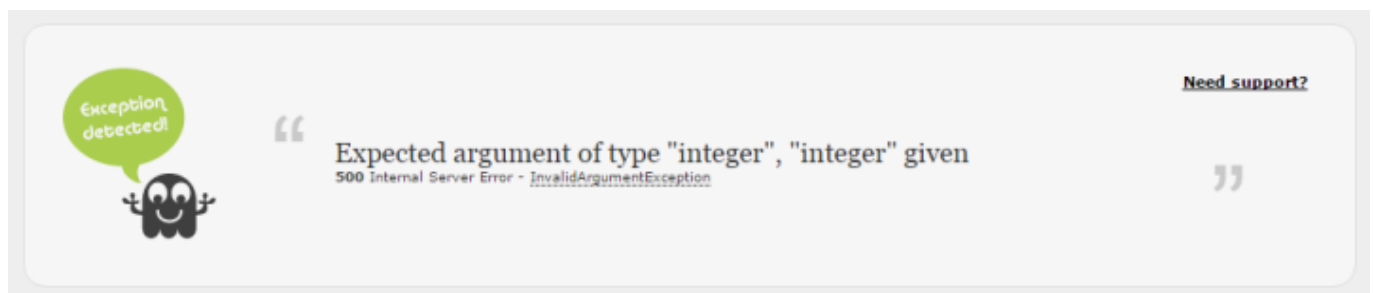 Need support?
Exception
detected!
“
Expected argument of type "integer", "integer" given
500 Internal Server Error - InvalidArgumentException
”